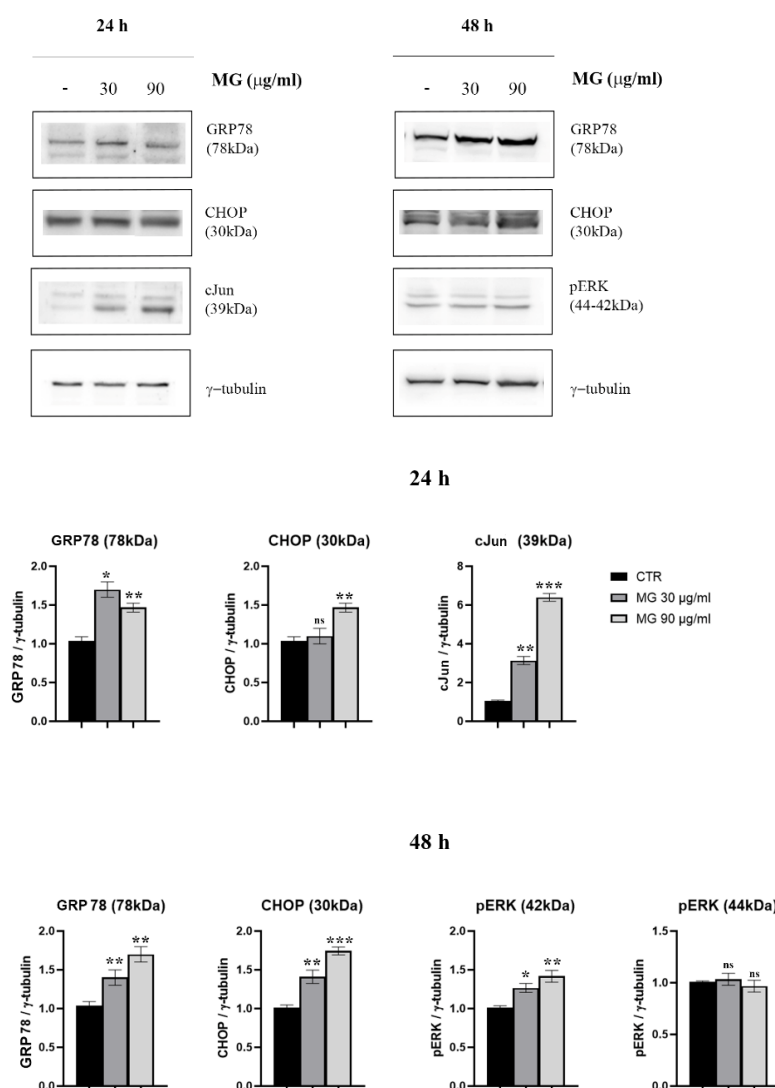 24 h
48 h
- 30 90 MG (µg/ml)
- 30 90 MG (µg/ml)
GRP78
(78kDa)
GRP78
(78kDa)
CHOP
(30kDa)
CHOP
(30kDa)
cJun
(39kDa)
pERK
(44-42kDa)
γ–tubulin
γ–tubulin
24 h
GRP78 (78kDa)
GRP 78 / γ-tubulin
2.0
1.5
1.0
0.5
0.0
*
**
CHOP (30kDa)
CHOP / γ-tubulin
2.0
1.5
1.0
0.5
0.0
ns
**
cJun (39kDa)
cJun / γ-tubulin
8
6
4
2
0
**
***
CTR
MG 30 µg/ml
MG 90 µg/ml
48 h
GRP 78 (78kDa)
GRP 78 / γ-tubulin
2.0
1.5
1.0
0.5
0.0
**
**
CHOP (30kDa)
CHOP / γ-tubulin
2.0
1.5
1.0
0.5
0.0
**
***
pERK (42kDa)
pERK / γ-tubulin
2.0
1.5
1.0
0.5
0.0
*
**
pERK (44kDa)
pERK / γ-tubulin
1.5
1.0
0.5
0.0
ns
ns